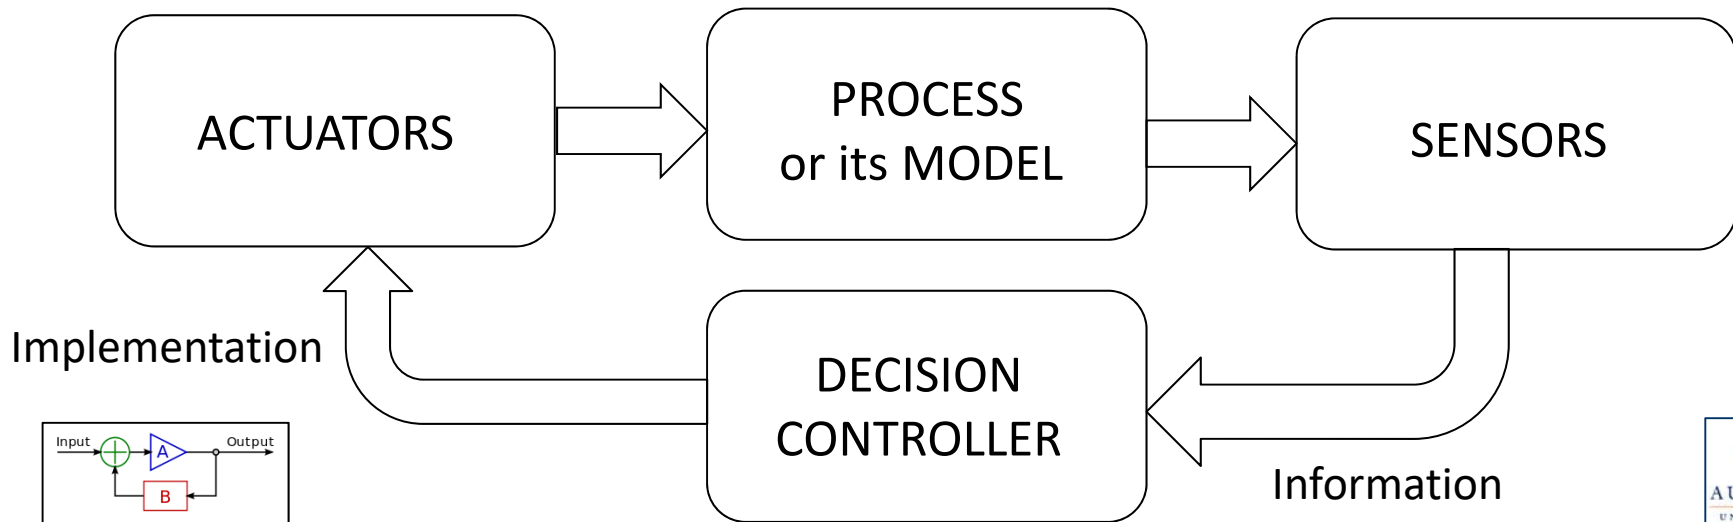 ACTUATORS
PROCESS
or its MODEL
SENSORS
Implementation
DECISION
CONTROLLER
Information
Input
A
Output
B